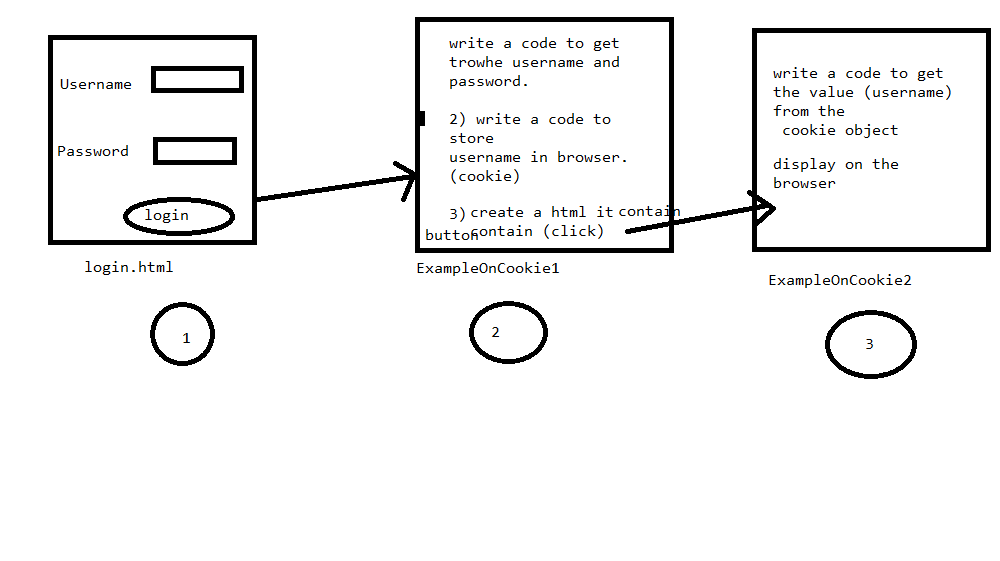 Username
Password
login
login.html
1
write a code to get
trowhe username and
password.
2) write a code to
store
username in browser.
(cookie)
3) create a html it contain
button contain (click)
ExampleOnCookie1
2
write a code to get
the value (username)
from the
cookie object
display on the
browser
ExampleOnCookie2
3